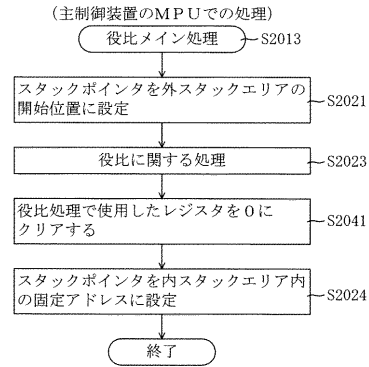 (主制御装置のMPUでの処理)
役比メイン処理
S2013
スタックポインタを外スタックエリアの
開始位置に設定
S2021
役比に関する処理
S2023
役比処理で使用したレジスタを0に
クリアする
S2041
スタックポインタを内スタックエリア内
の固定アドレスに設定
S2024
終了